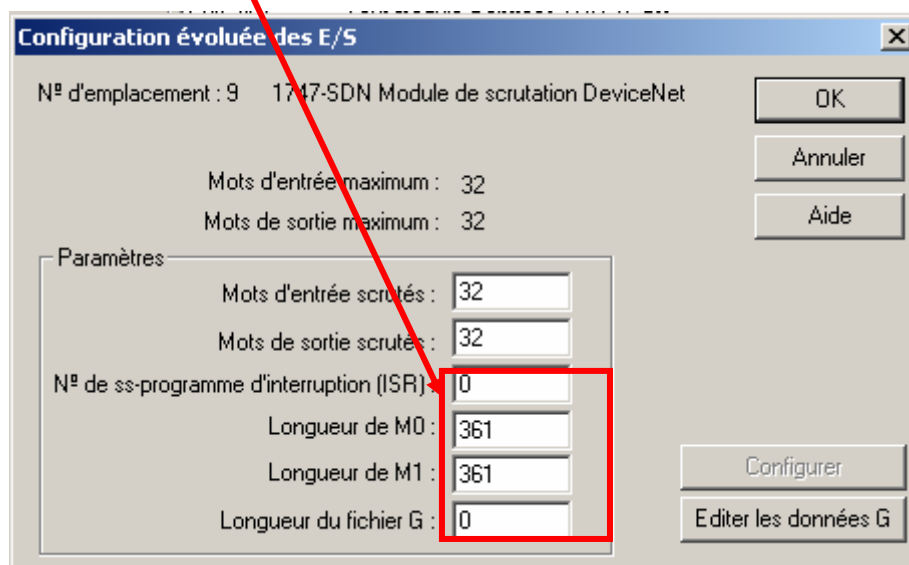 Configuration évoluée des E/S
Nº d'emplacement : 9 1747-SDN Module de scrutation DeviceNet
OK
Annuler
Mots d'entrée maximum : 32
Mots de sortie maximum : 32
Aide
Paramètres
Mots d'entrée scrutés : 32
Mots de sortie scrutés : 32
Nº de ss-programme d'interruption (ISR) : 0
Longueur de M0 : 361
Longueur de M1 : 361
Configurer
Longueur du fichier G : 0
Editer les données G